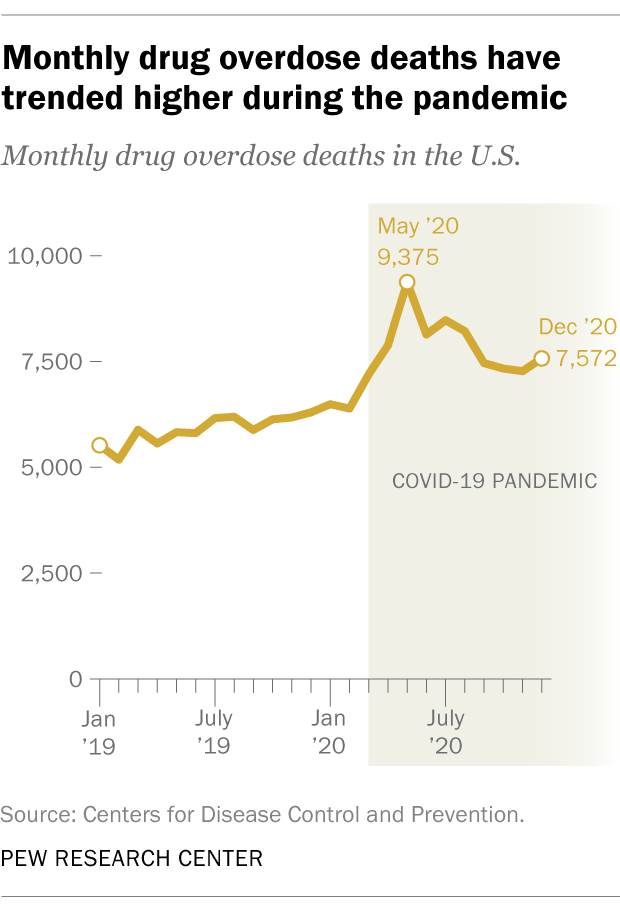 Monthly drug overdose deaths have
trended higher during the pandemic
Monthly drug overdose deaths in the U.S.
May ’20
10,000
9,375
Dec ’20
7,500
7,572
5,000
COVID-19 PANDEMIC
2,500
0
Jan
’19
July
’19
Jan
’20
July
’20
Source: Centers for Disease Control and Prevention.
PEW RESEARCH CENTER